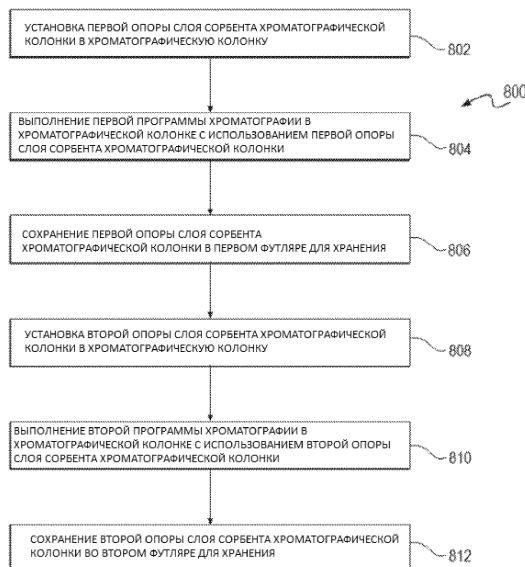 УСТАНОВКА ПЕРВОЙ ОПОРЫ СЛОЯ СОРБЕНТА ХРОМАТОГРАФИЧЕСКОЙ
КОЛОНКИ В ХРОМАТОГРАФИЧЕСКУЮ КОЛОНКУ
802
800
ВЫПОЛНЕНИЕ ПЕРВОЙ ПРОГРАММЫ ХРОМАТОГРАФИИ В
ХРОМАТОГРАФИЧЕСКОЙ КОЛОНКЕ С ИСПОЛЬЗОВАНИЕМ ПЕРВОЙ ОПОРЫ
СЛОЯ СОРБЕНТА ХРОМАТОГРАФИЧЕСКОЙ КОЛОНКИ
804
СОХРАНЕНИЕ ПЕРВОЙ ОПОРЫ СЛОЯ СОРБЕНТА
ХРОМАТОГРАФИЧЕСКОЙ КОЛОНКИ В ПЕРВОМ ФУТЛЯРЕ ДЛЯ ХРАНЕНИЯ
806
УСТАНОВКА ВТОРОЙ ОПОРЫ СЛОЯ СОРБЕНТА ХРОМАТОГРАФИЧЕСКОЙ
КОЛОНКИ В ХРОМАТОГРАФИЧЕСКУЮ КОЛОНКУ
808
ВЫПОЛНЕНИЕ ВТОРОЙ ПРОГРАММЫ ХРОМАТОГРАФИИ В
ХРОМАТОГРАФИЧЕСКОЙ КОЛОНКЕ С ИСПОЛЬЗОВАНИЕМ ВТОРОЙ ОПОРЫ
СЛОЯ СОРБЕНТА ХРОМАТОГРАФИЧЕСКОЙ КОЛОНКИ
810
СОХРАНЕНИЕ ВТОРОЙ ОПОРЫ СЛОЯ СОРБЕНТА ХРОМАТОГРАФИЧЕСКОЙ
КОЛОНКИ ВО ВТОРОМ ФУТЛЯРЕ ДЛЯ ХРАНЕНИЯ
812